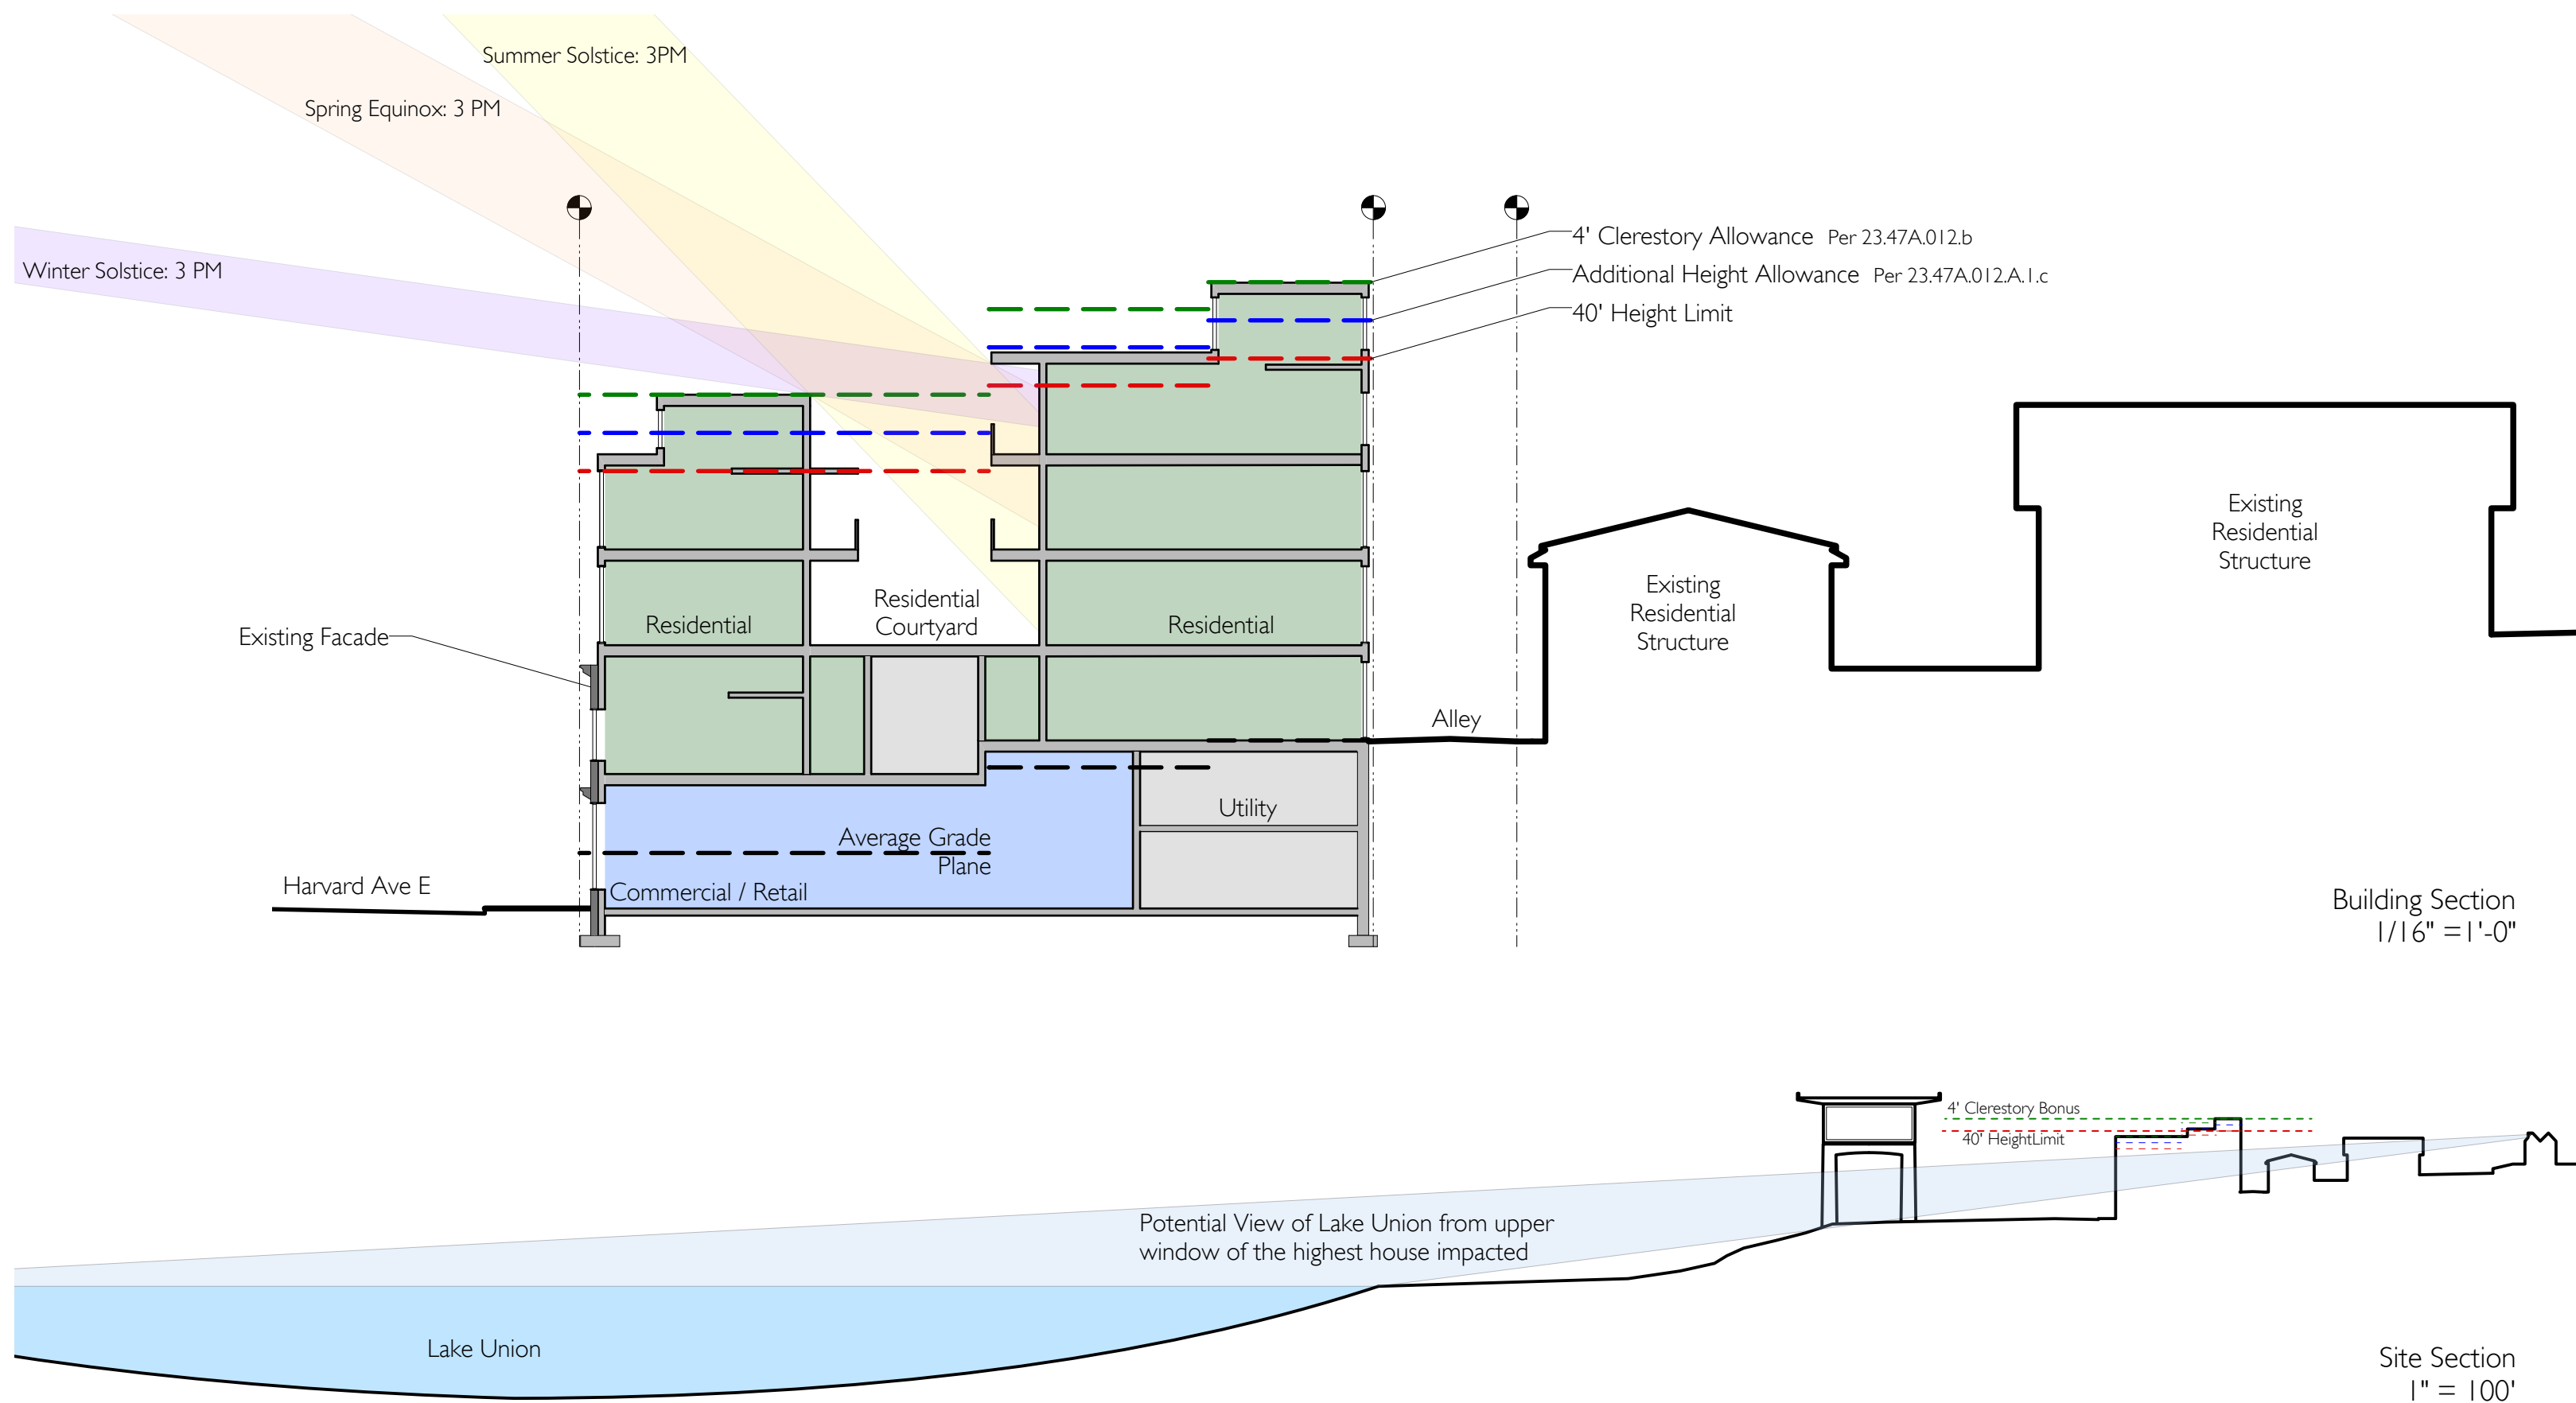 Summer Solstice: 3PM
Spring Equinox: 3 PM
Winter Solstice: 3 PM
4' Clerestory Allowance Per 23.47A.012.b
Additional Height Allowance Per 23.47A.012.A.1.c
40' Height Limit
Existing
Residential
Structure
Existing
Residential
Structure
Existing Facade
Residential
Residential
Courtyard
Residential
Alley
Utility
Average Grade
Plane
Harvard Ave E
Commercial / Retail
Building Section
1/16" =1'-0"
4' Clerestory Bonus
40' HeightLimit
Potential View of Lake Union from upper
window of the highest house impacted
Lake Union
Site Section
1" = 100'